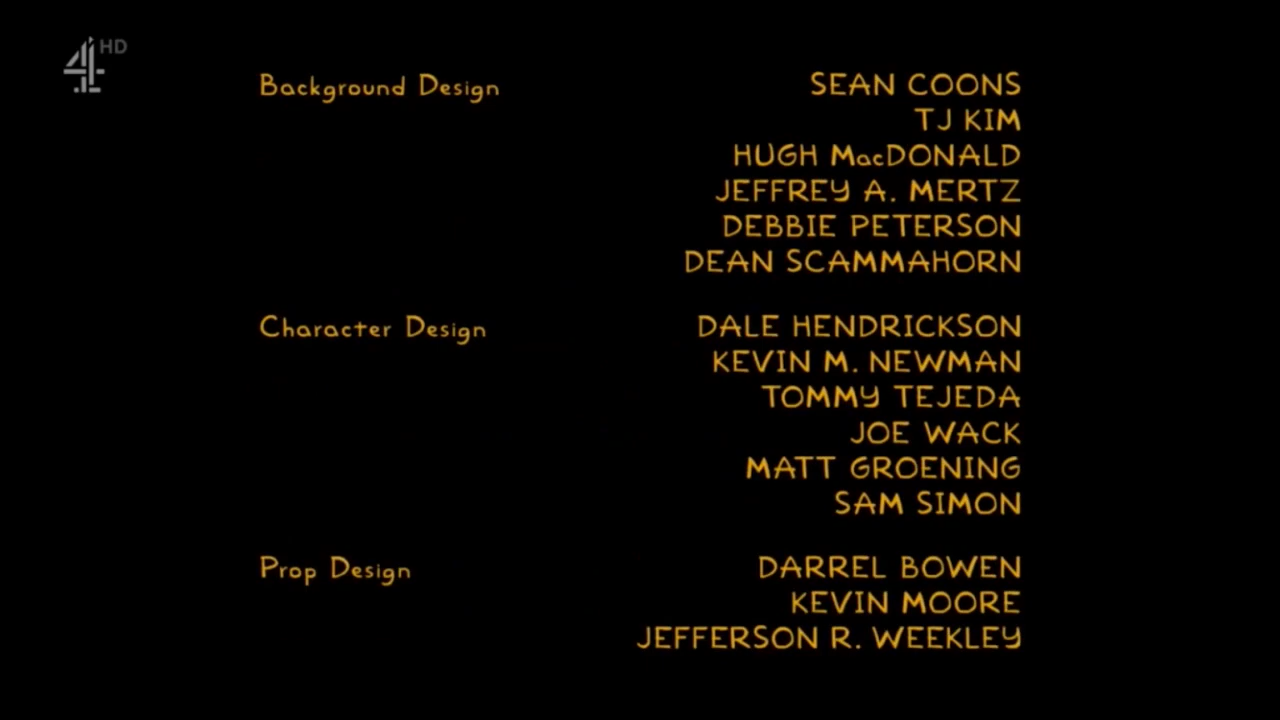 4 HD
Background Design SEAN COONS
TJ KIM
HUGH MacDONALD
JEFFREY A. MERTZ
DEBBIE PETERSON
DEAN SCAMMAHORN
Character Design DALE HENDRICKSON
KEVIN M. NEWMAN
TOMMY TEJEDA
JOE WACK
MATT GROENING
SAM SIMON
Prop Design DARREL BOWEN
KEVIN MOORE
JEFFERSON R. WEEKLEY